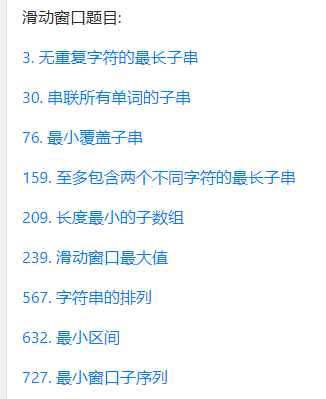 滑动窗口题目:
3. 无重复字符的最长子串
30. 串联所有单词的子串
76. 最小覆盖子串
159. 至多包含两个不同字符的最长子串
209. 长度最小的子数组
239. 滑动窗口最大值
567. 字符串的排列
632. 最小区间
727. 最小窗口子序列